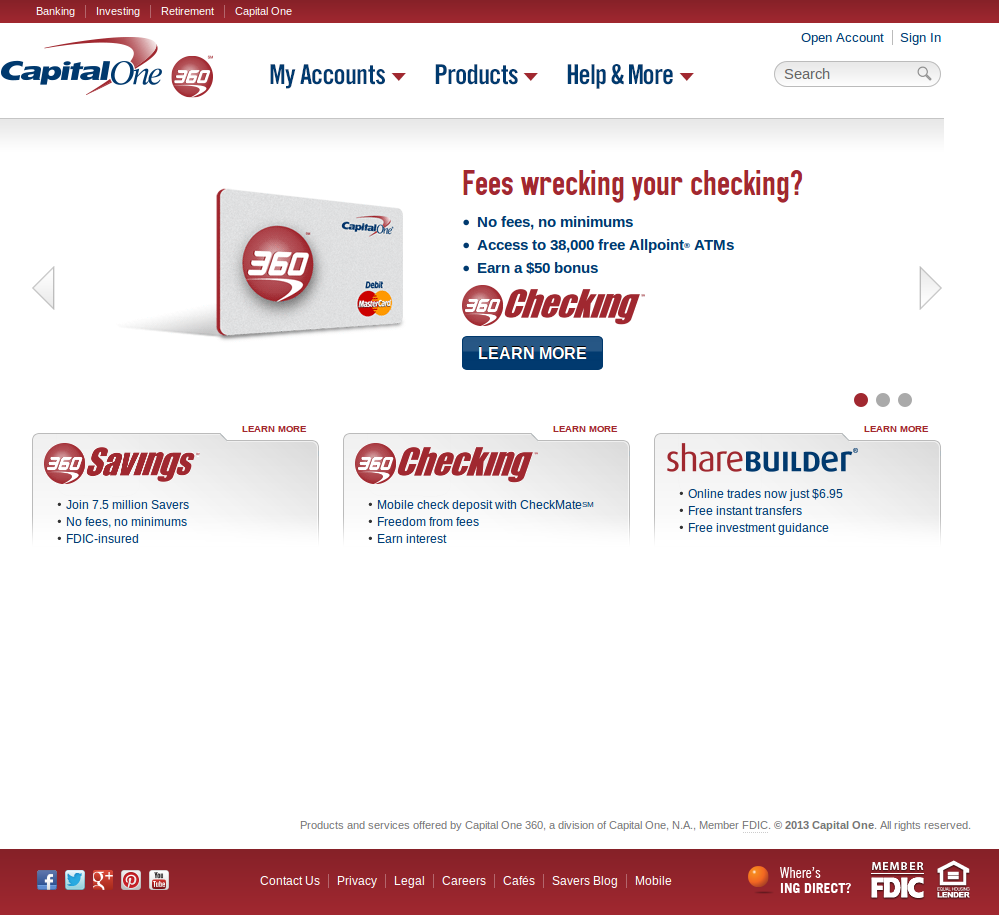 Banking Investing Retirement Capital One
Open Account Sign In
Capital One 360 SM
My Accounts Products Help & More
Search
Fees wrecking your checking?
• No fees, no minimums
• Access to 38,000 free Allpoint® ATMs
• Earn a $50 bonus
360 Checking™
LEARN MORE
Capital One
360
Debit
MasterCard
LEARN MORE
360 Savings™
• Join 7.5 million Savers
• No fees, no minimums
• FDIC-insured
LEARN MORE
360 Checking™
• Mobile check deposit with CheckMate SM
• Freedom from fees
• Earn interest
LEARN MORE
shareBUILDER®
• Online trades now just $6.95
• Free instant transfers
• Free investment guidance
Products and services offered by Capital One 360, a division of Capital One, N.A., Member FDIC. © 2013 Capital One. All rights reserved.
f g+ You Tube
Contact Us Privacy Legal Careers Cafés Savers Blog Mobile
Where's
ING DIRECT?
MEMBER
FDIC
EQUAL HOUSING
LENDER